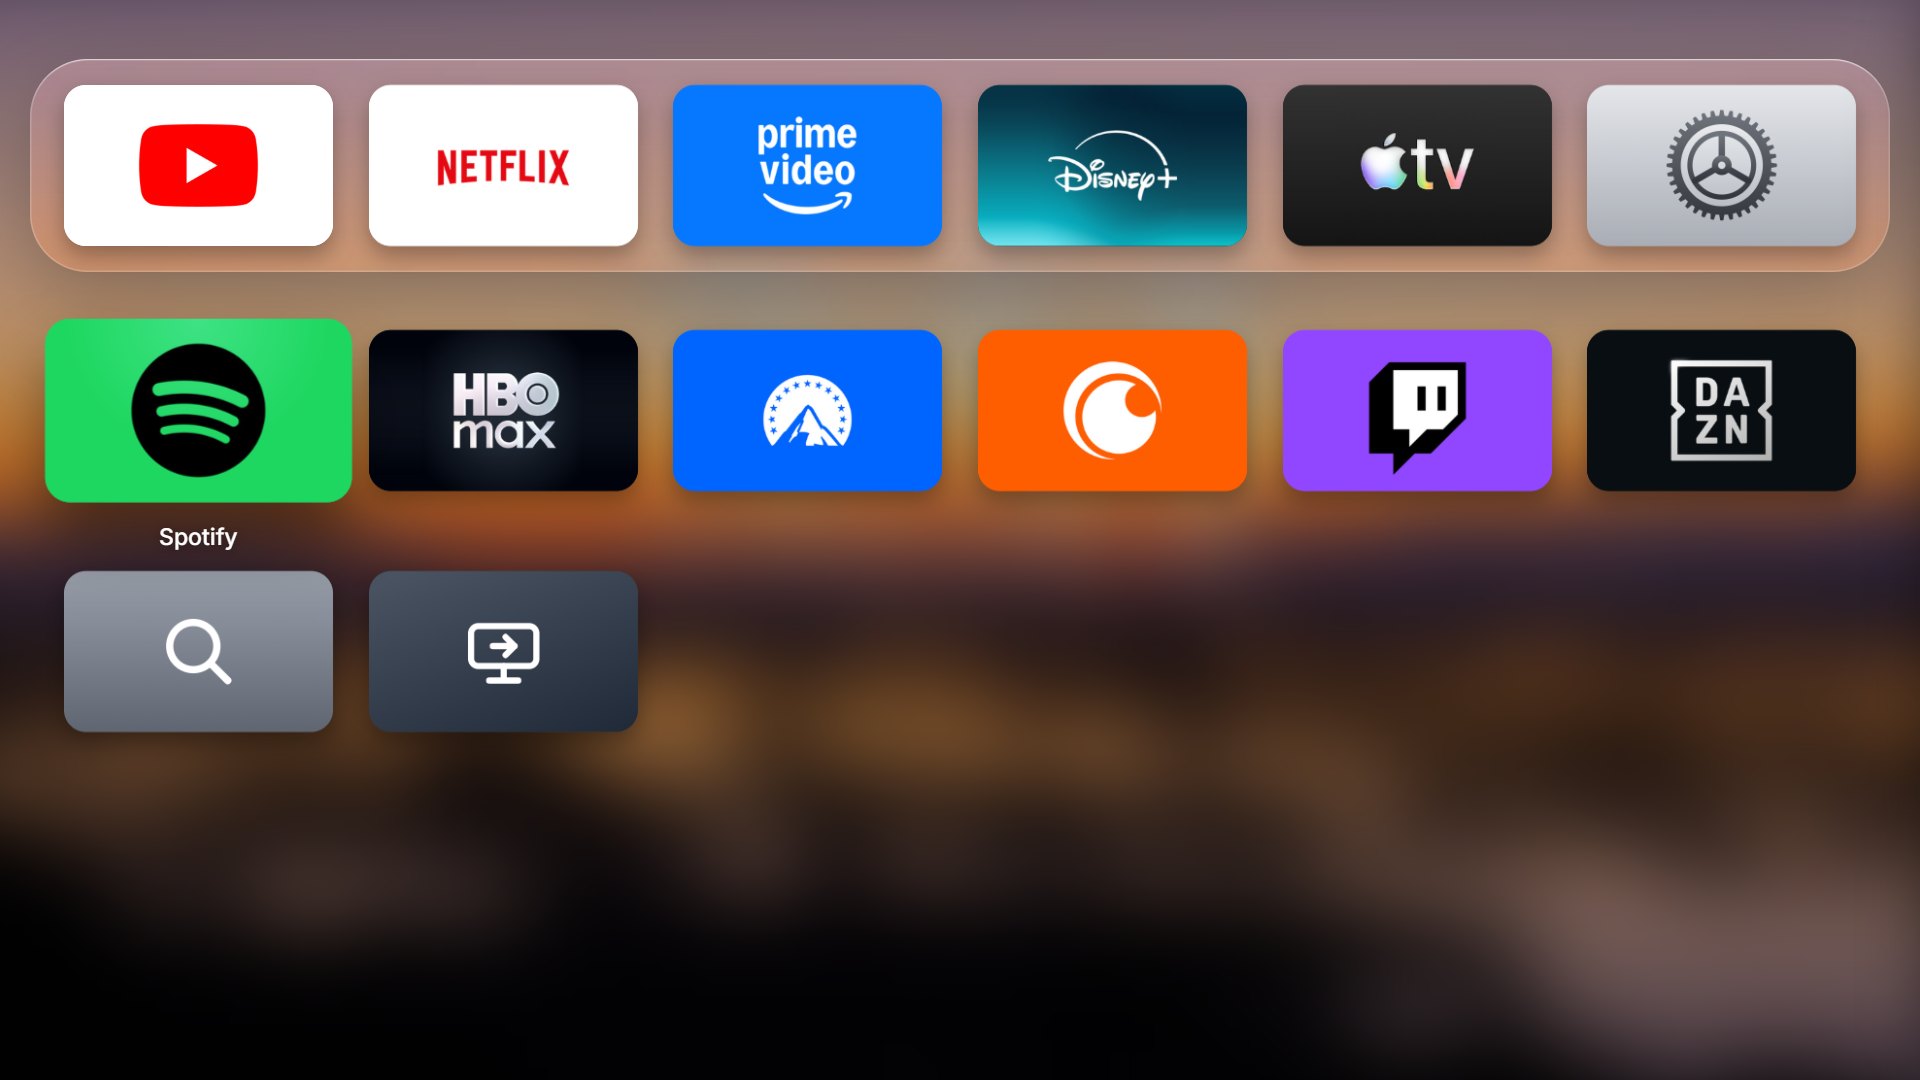 NETFLIX
prime
video
Disney+
tv
Spotify
HBO
max
DA
ZN